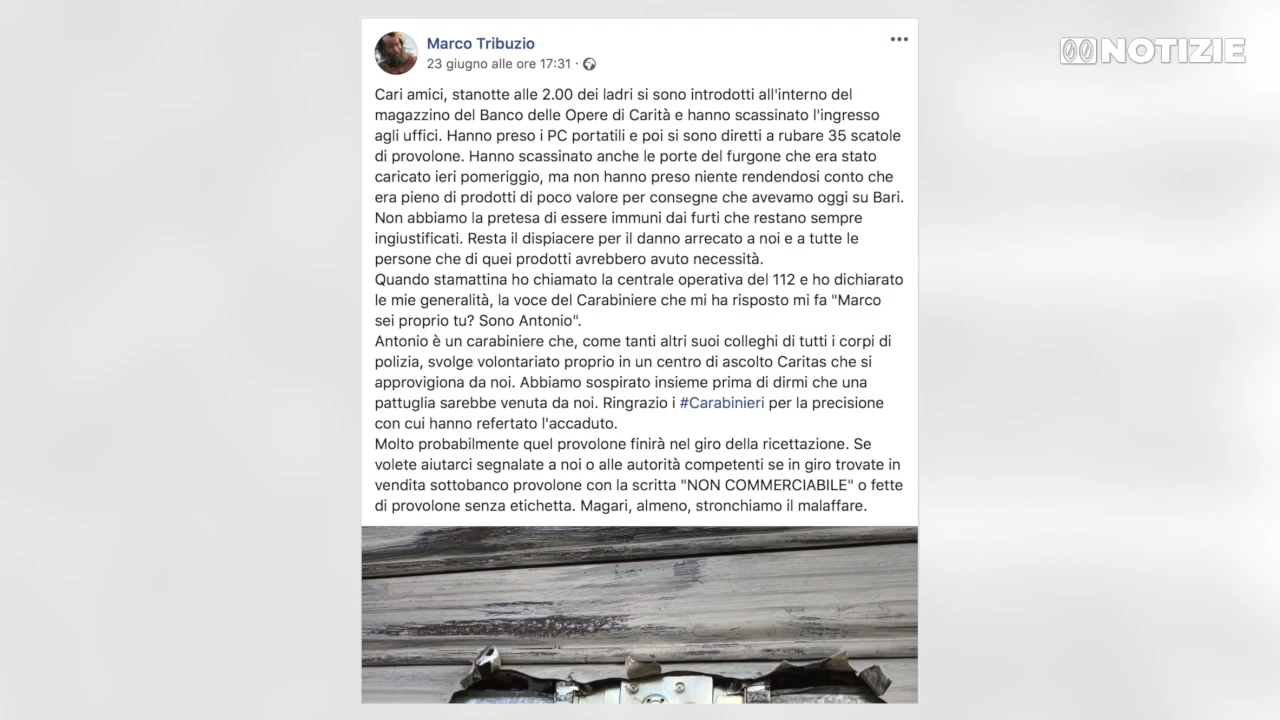 Marco Tribuzio
23 giugno alle ore 17:31 ·
00 NOTIZIE
Cari amici, stanotte alle 2.00 dei ladri si sono introdotti all'interno del
magazzino del Banco delle Opere di Carità e hanno scassinato l'ingresso
agli uffici. Hanno preso i PC portatili e poi si sono diretti a rubare 35 scatole
di provolone. Hanno scassinato anche le porte del furgone che era stato
caricato ieri pomeriggio, ma non hanno preso niente rendendosi conto che
era pieno di prodotti di poco valore per consegne che avevamo oggi su Bari.
Non abbiamo la pretesa di essere immuni dai furti che restano sempre
ingiustificati. Resta il dispiacere per il danno arrecato a noi e a tutte le
persone che di quei prodotti avrebbero avuto necessità.
Quando stamattina ho chiamato la centrale operativa del 112 e ho dichiarato
le mie generalità, la voce del Carabiniere che mi ha risposto mi fa "Marco
sei proprio tu? Sono Antonio".
Antonio è un carabiniere che, come tanti altri suoi colleghi di tutti i corpi di
polizia, svolge volontariato proprio in un centro di ascolto Caritas che si
approvigiona da noi. Abbiamo sospirato insieme prima di dirmi che una
pattuglia sarebbe venuta da noi. Ringrazio i #Carabinieri per la precisione
con cui hanno refertato l'accaduto.
Molto probabilmente quel provolone finirà nel giro della ricettazione. Se
volete aiutarci segnalate a noi o alle autorità competenti se in giro trovate in
vendita sottobanco provolone con la scritta "NON COMMERCIABILE" o fette
di provolone senza etichetta. Magari, almeno, stronchiamo il malaffare.